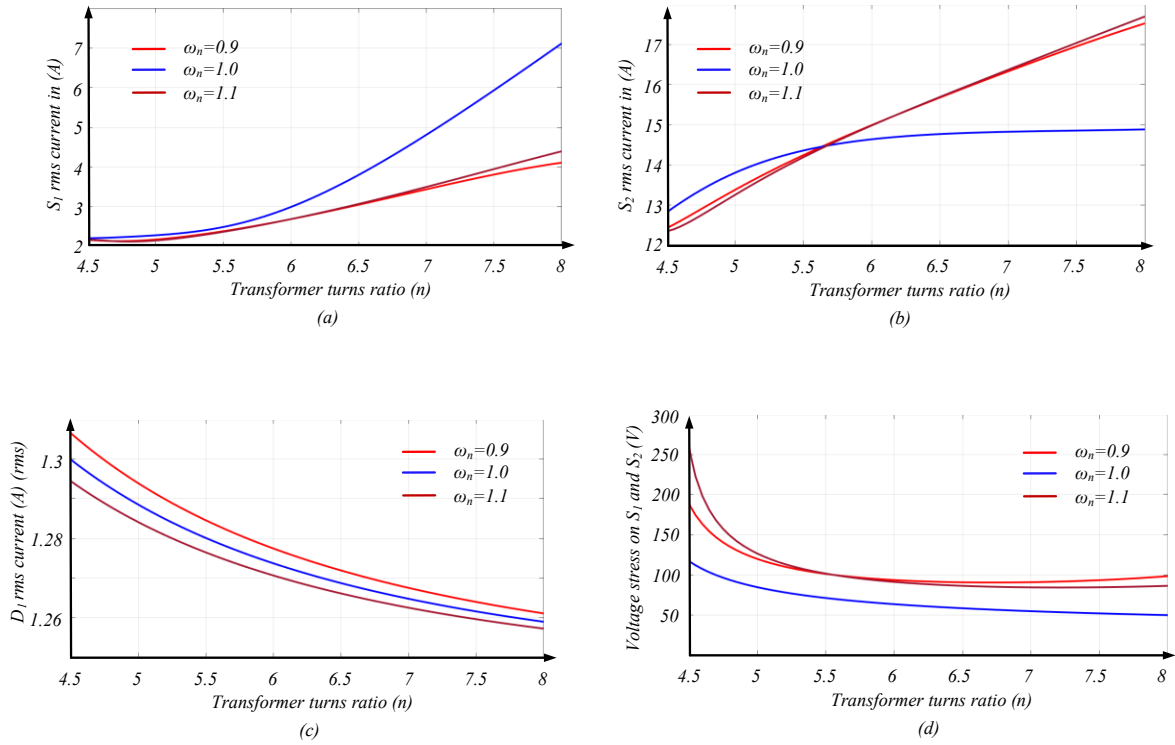 S1 rms current in (A)
7
6
5
4
3
2
ωn=0.9
ωn=1.0
ωn=1.1
4.5 5 5.5 6 6.5 7 7.5 8
Transformer turns ratio (n)
(a)
S2 rms current in (A)
17
16
15
14
13
12
ωn=0.9
ωn=1.0
ωn=1.1
4.5 5 5.5 6 6.5 7 7.5 8
Transformer turns ratio (n)
(b)
D1 rms current (A) (rms)
1.3
1.28
1.26
ωn=0.9
ωn=1.0
ωn=1.1
4.5 5 5.5 6 6.5 7 7.5 8
Transformer turns ratio (n)
(c)
Voltage stress on S1 and S2 (V)
300
250
200
150
100
50
ωn=0.9
ωn=1.0
ωn=1.1
4.5 5 5.5 6 6.5 7 7.5 8
Transformer turns ratio (n)
(d)